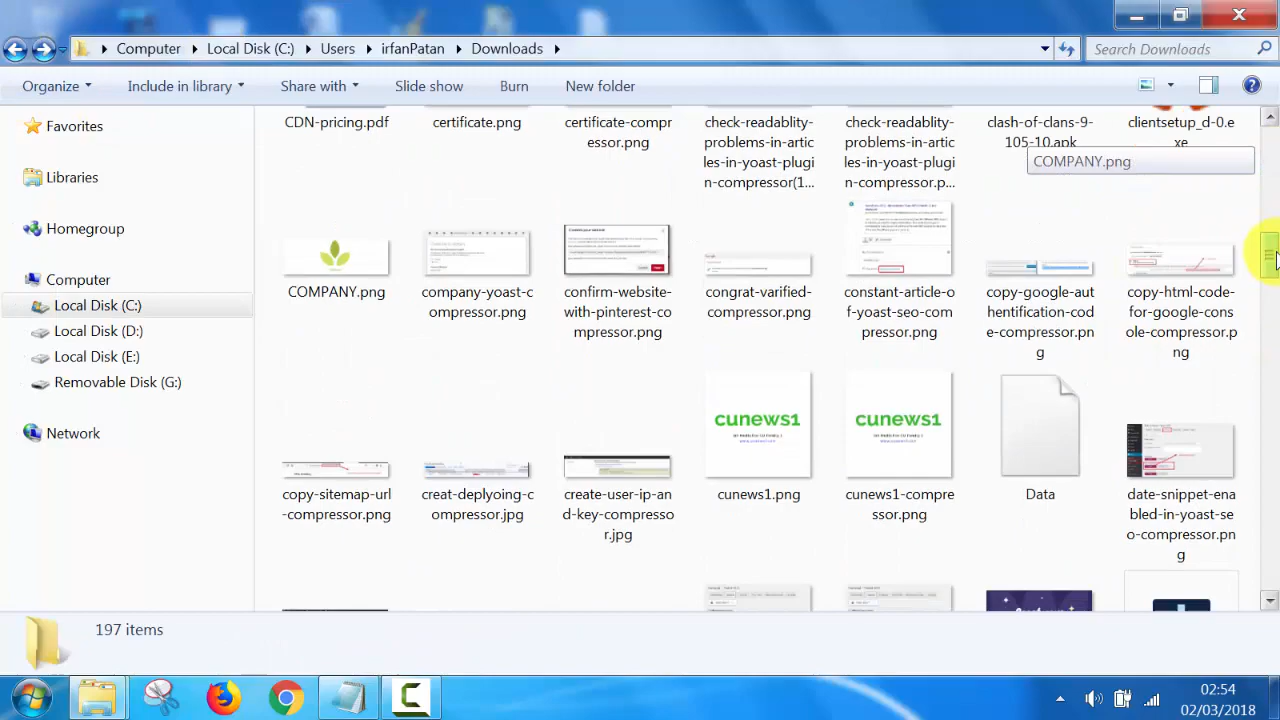 Computer Local Disk (C:) Users irfanPatan Downloads Search Downloads
Organize Include in library Share with Slide show Burn New folder
Favorites
Libraries
Homegroup
Computer
Local Disk (C:)
Local Disk (D:)
Local Disk (E:)
Removable Disk (G:)
Network
CDN-pricing.pdf
certificate.png
certificate-compr
essor.png
check-readablity-
problems-in-artic
les-in-yoast-plugi
n-compressor(1...
check-readablity-
problems-in-artic
les-in-yoast-plugi
n-compressor.p...
clash-of-clans-9-
105-10.apk
clientsetup_d-0.e
xe
COMPANY.png
COMPANY.png
company-yoast-c
ompressor.png
confirm-website-
with-pinterest-co
mpressor.png
congrat-varified-
compressor.png
constant-article-o
f-yoast-seo-com
pressor.png
copy-google-aut
hentification-cod
e-compressor.pn
g
copy-html-code-
for-google-cons
ole-compressor.p
ng
cunews1
cunews1
copy-sitemap-url
-compressor.png
creat-deplyoing-c
ompressor.jpg
create-user-ip-an
d-key-compresso
r.jpg
cunews1.png
cunews1-compre
ssor.png
Data
date-snippet-ena
bled-in-yoast-se
o-compressor.pn
g
197 items
02:54
02/03/2018